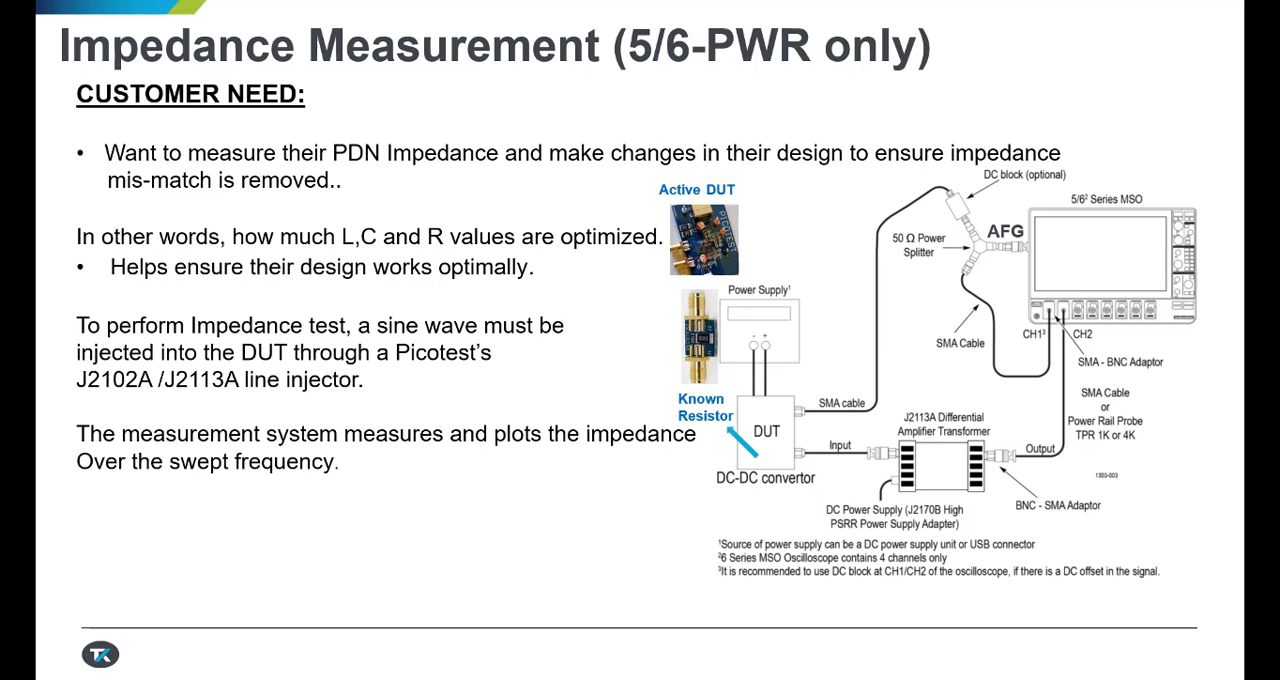 Impedance Measurement (5/6-PWR only)
CUSTOMER NEED:
• Want to measure their PDN Impedance and make changes in their design to ensure impedance
mis-match is removed..
In other words, how much L,C and R values are optimized.
• Helps ensure their design works optimally.
To perform Impedance test, a sine wave must be
injected into the DUT through a Picotest’s
J2102A /J2113A line injector.
The measurement system measures and plots the impedance
Over the swept frequency.
Active DUT
PICOTEST
Known
Resistor
DC block (optional)
5/6² Series MSO
AFG
50 Ω Power
Splitter
Power Supply¹
- +
SMA Cable
CH1³
CH2
SMA - BNC Adaptor
SMA cable
SMA Cable
or
Power Rail Probe
TPR 1K or 4K
J2113A Differential
Amplifier Transformer
DUT
Input
Output
DC-DC convertor
1303-003
BNC - SMA Adaptor
DC Power Supply (J2170B High
PSRR Power Supply Adapter)
¹Source of power supply can be a DC power supply unit or USB connector
²6 Series MSO Oscilloscope contains 4 channels only
³It is recommended to use DC block at CH1/CH2 of the oscilloscope, if there is a DC offset in the signal.